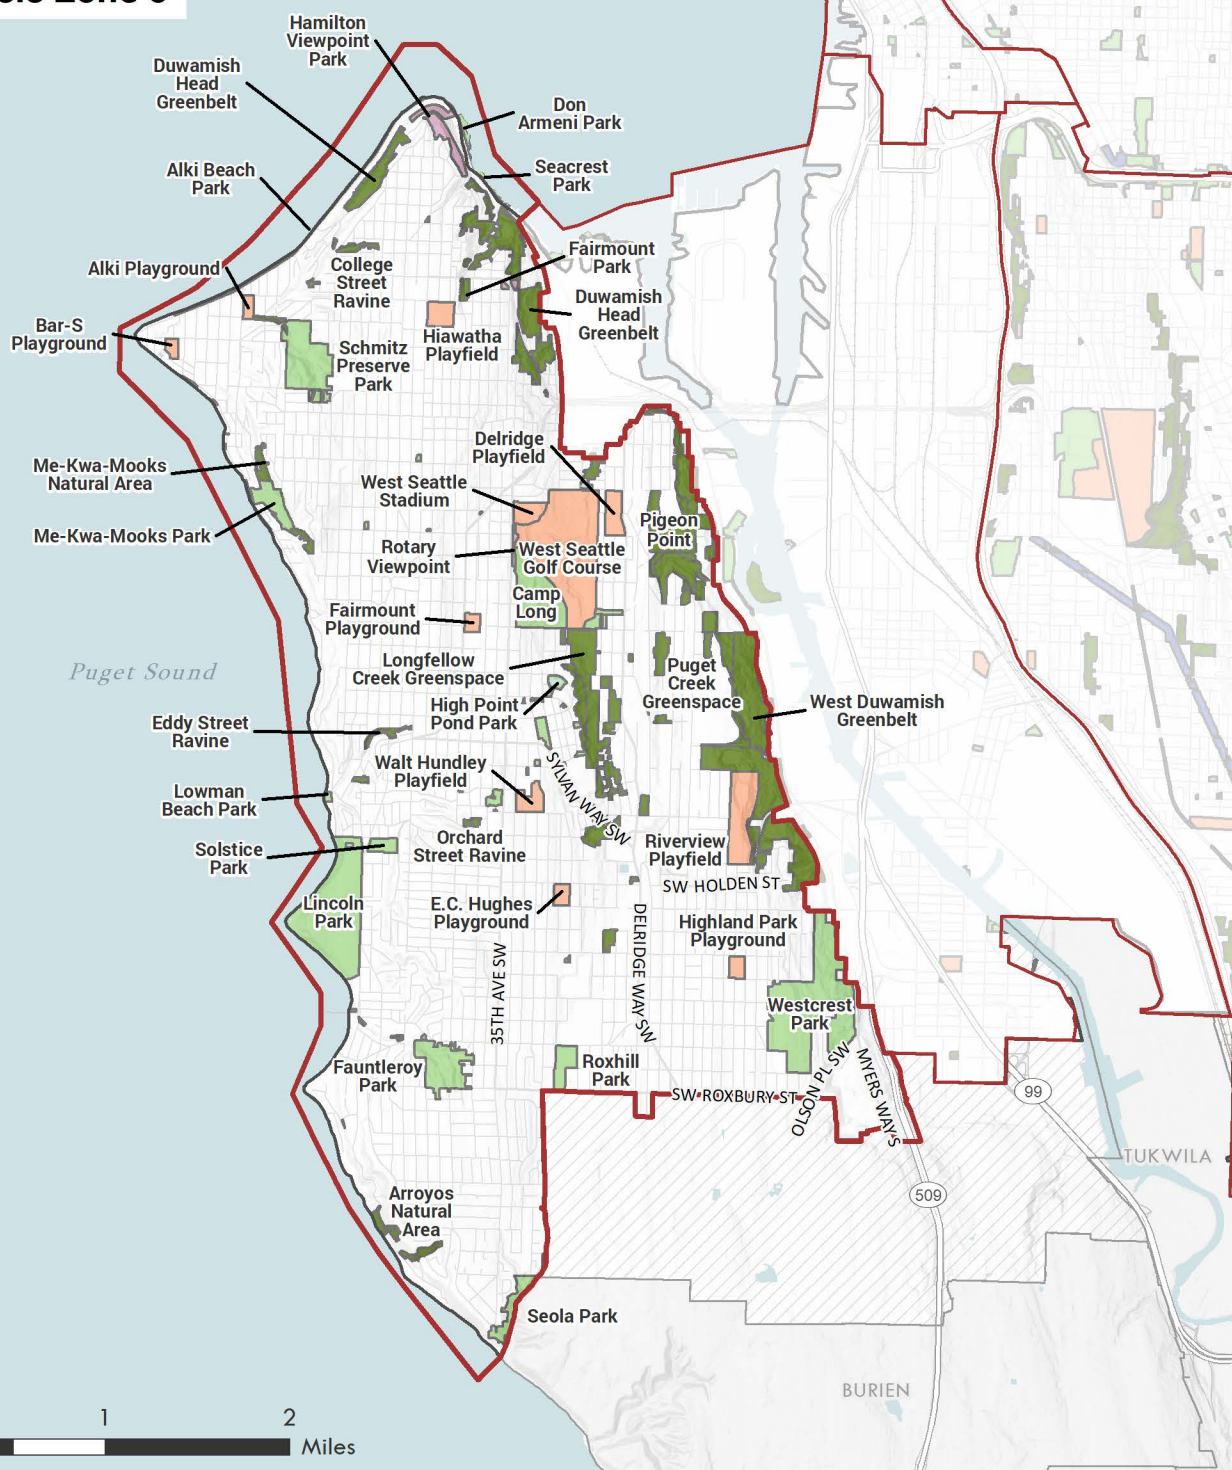 Hamilton
Viewpoint
Park
Duwamish
Head
Greenbelt
Don
Armeni Park
Alki Beach
Park
Seacrest
Park
Alki Playground
College
Street
Ravine
Fairmount
Park
Duwamish
Head
Greenbelt
Bar-S
Playground
Hiawatha
Playfield
Schmitz
Preserve
Park
Delridge
Playfield
Me-Kwa-Mooks
Natural Area
West Seattle
Stadium
Me-Kwa-Mooks Park
Pigeon
Point
Rotary
Viewpoint
West Seattle
Golf Course
Camp
Long
Fairmount
Playground
Puget Sound
Longfellow
Creek Greenspace
Puget
Creek
Greenspace
High Point
Pond Park
West Duwamish
Greenbelt
Eddy Street
Ravine
Walt Hundley
Playfield
SYLVAN WAY SW
Lowman
Beach Park
Solstice
Park
Orchard
Street Ravine
Riverview
Playfield
SW HOLDEN ST
Lincoln
Park
E.C. Hughes
Playground
DELRIDGE WAY SW
Highland Park
Playground
35TH AVE SW
Westcrest
Park
Fauntleroy
Park
Roxhill
Park
SW ROXBURY ST
OLSON PL SW
MYERS WAY S
99
TUKWILA
509
Arroyos
Natural
Area
Seola Park
BURIEN
1 2
Miles